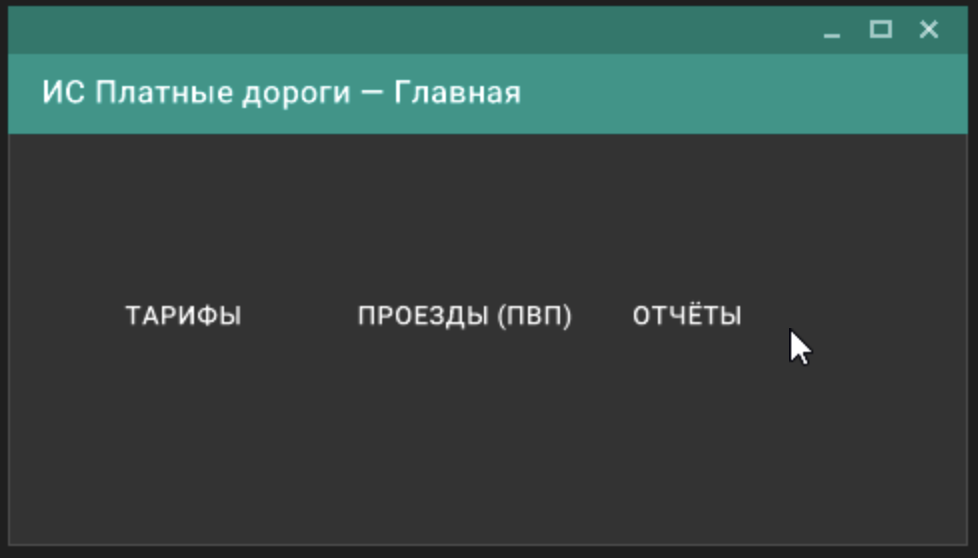 ИС Платные дороги — Главная
ТАРИФЫ ПРОЕЗДЫ (ПВП) ОТЧЁТЫ